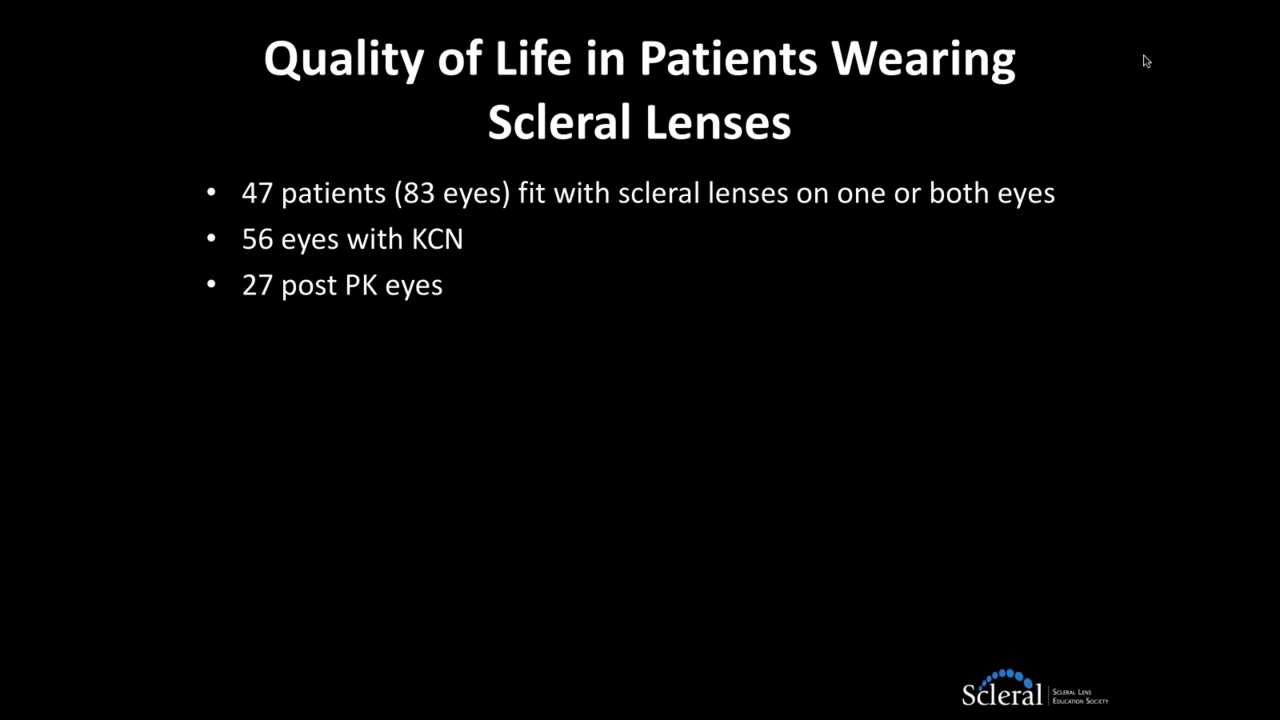 Quality of Life in Patients Wearing
Scleral Lenses
• 47 patients (83 eyes) fit with scleral lenses on one or both eyes
• 56 eyes with KCN
• 27 post PK eyes
Scleral
SCLERAL LENS
EDUCATION SOCIETY